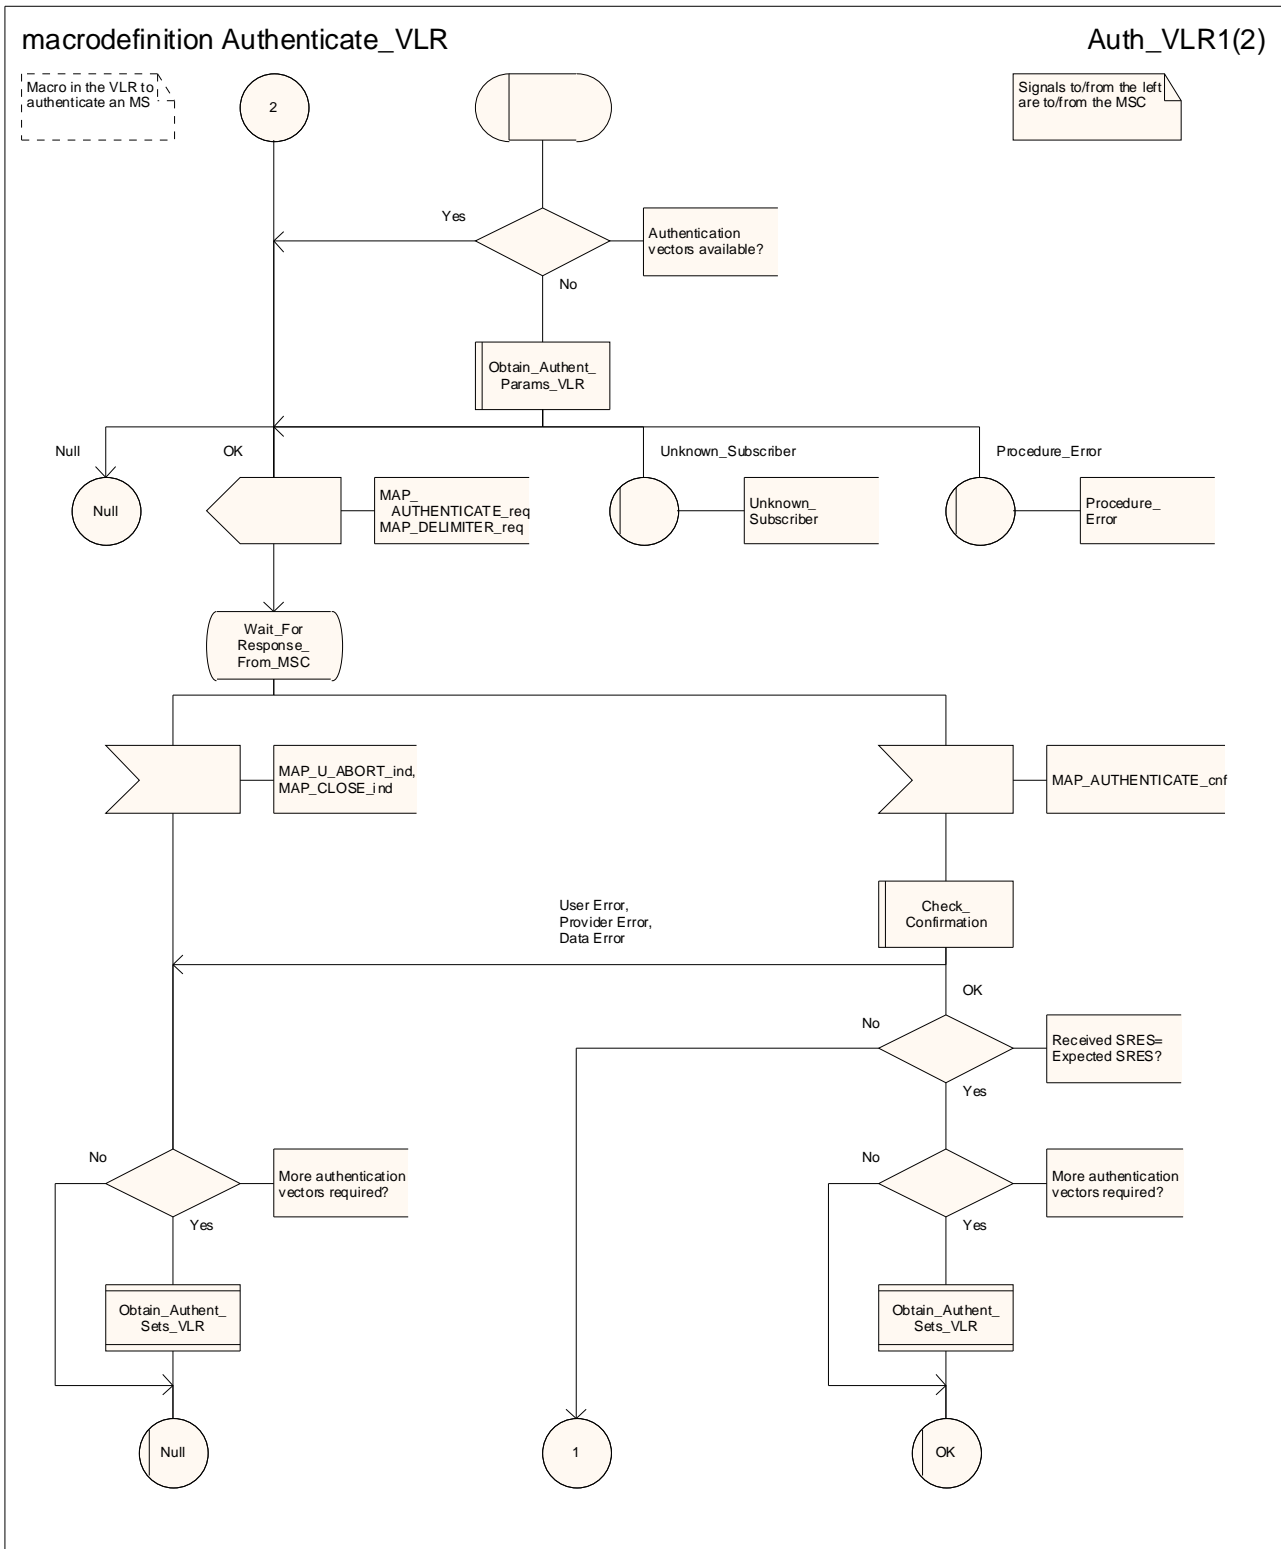 macrodefinition Authenticate_VLR
Auth_VLR1(2)
Macro in the VLR to
authenticate an MS
2
Signals to/from the left
are to/from the MSC
Yes
Authentication
vectors available?
No
Obtain_Authent_
Params_VLR
Null
OK
Unknown_Subscriber
Procedure_Error
Null
MAP_
AUTHENTICATE_req
MAP_DELIMITER_req
Unknown_
Subscriber
Procedure_
Error
Wait_For
Response_
From_MSC
MAP_U_ABORT_ind,
MAP_CLOSE_ind
MAP_AUTHENTICATE_cnf
User Error,
Provider Error,
Data Error
Check_
Confirmation
OK
No
Received SRES=
Expected SRES?
Yes
No
More authentication
vectors required?
Yes
No
More authentication
vectors required?
Yes
Obtain_Authent_
Sets_VLR
Obtain_Authent_
Sets_VLR
Null
1
OK